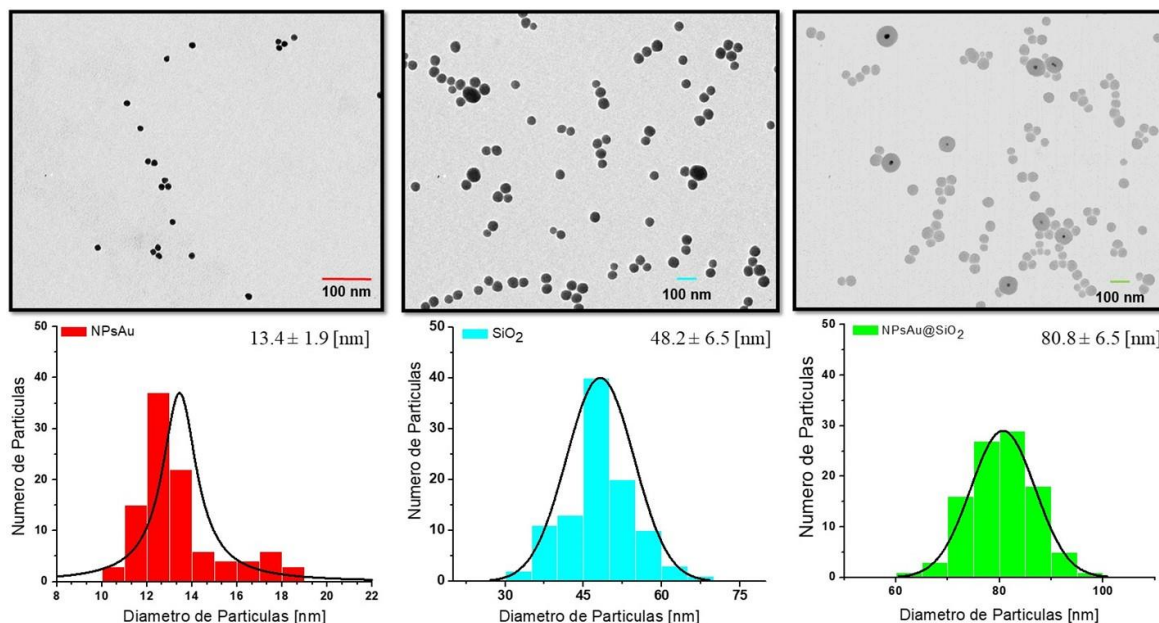 100 nm
100 nm
100 nm
NPsAu
13.4 ± 1.9 [nm]
Numero de Particulas
50
40
30
20
10
0
8 10 12 14 16 18 20 22
Diametro de Particulas [nm]
SiO₂
48.2 ± 6.5 [nm]
Numero de Particulas
50
40
30
20
10
0
30 45 60 75
Diametro de Particulas [nm]
NPsAu@SiO₂
80.8 ± 6.5 [nm]
Numero de Particulas
50
40
30
20
10
0
60 80 100
Diametro de Particulas [nm]